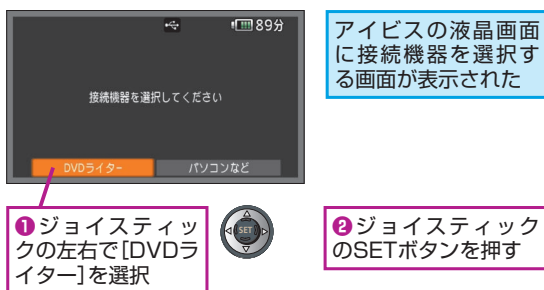 89分
接続機器を選択してください
DVDライター
パソコンなど
アイビスの液晶画面
に接続機器を選択す
る画面が表示された
❶ジョイスティッ
クの左右で[DVDラ
イター]を選択
SET
❷ジョイスティック
のSETボタンを押す